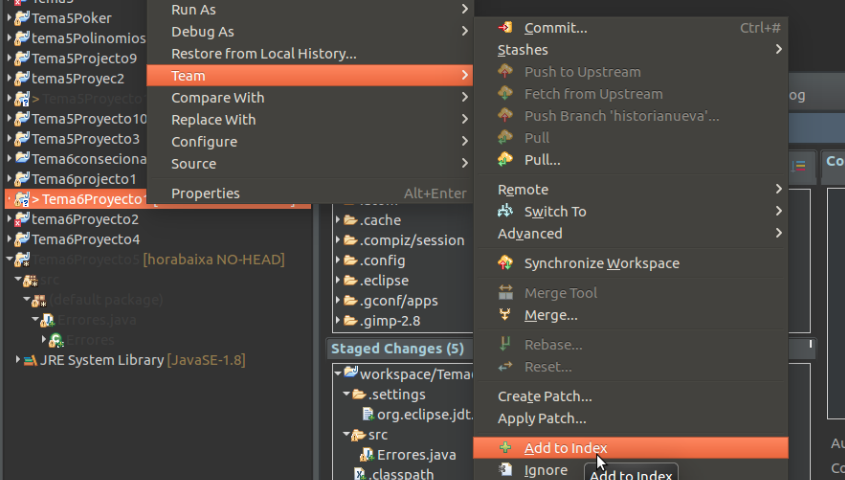 Tema5Poker
tema5Polinomios
Tema5Projecto9
tema5Proyec2
> Tema5Proyecto
Tema5Proyecto10
Tema5Proyecto3
Tema6conseciona
Tema6projecto1
> Tema6Proyecto
tema6Proyecto2
Tema6Proyecto4
Tema6Proyecto5 [horabaixa NO-HEAD]
src
(default package)
Errores.java
Errores
JRE System Library [JavaSE-1.8]
Run As
Debug As
Restore from Local History...
Team
Compare With
Replace With
Configure
Source
Properties Alt+Enter
.cache
.compiz/session
.config
.eclipse
.gconf/apps
.gimp-2.8
Staged Changes (5)
workspace/Tema
.settings
org.eclipse.jdt.
src
Errores.java
.classpath
Commit... Ctrl+#
Stashes
Push to Upstream
Fetch from Upstream
Push Branch 'historianueva'...
Pull
Pull...
Remote
Switch To
Advanced
Synchronize Workspace
Merge Tool
Merge...
Rebase...
Reset...
Create Patch...
Apply Patch...
Add to Index
Ignore
Add to Index
og
Co
Au
Co